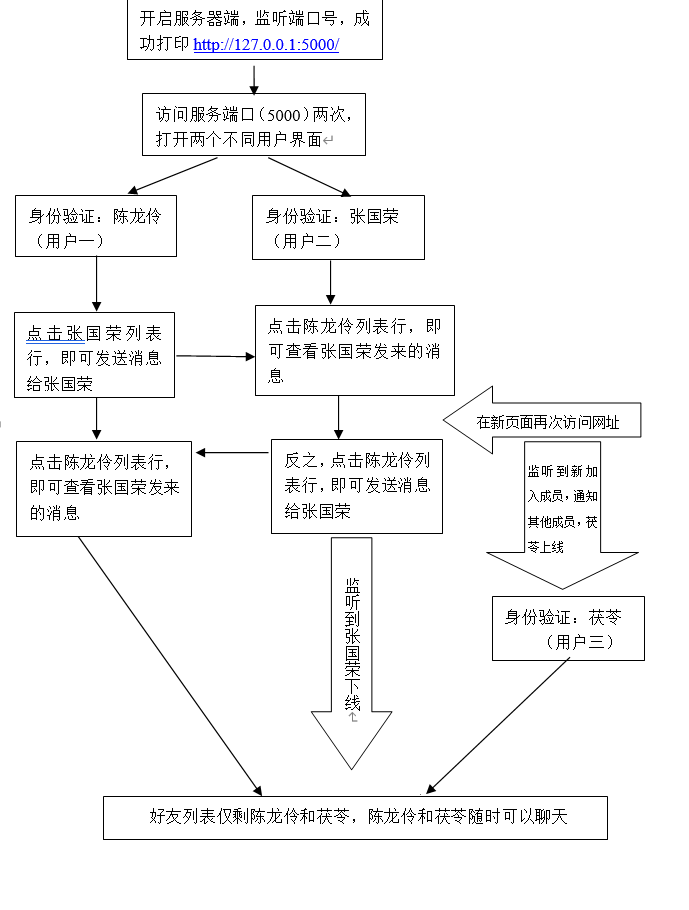 开启服务器端，监听端口号，成
功打印 http://127.0.0.1:5000/
访问服务端口（5000）两次，
打开两个不同用户界面↵
身份验证：陈龙伶
（用户一）
身份验证：张国荣
（用户二）
点击张国荣列表
行，即可发送消息
给张国荣
点击陈龙伶列表行，即
可查看张国荣发来的消
息
点击陈龙伶列表行，
即可查看张国荣发来
的消息
反之，点击陈龙伶列
表行，即可发送消息
给张国荣
在新页面再次访问网址
监听到新加
入成员，通知
其他成员，茯
苓上线
监听到张国荣下线↵
身份验证：茯苓
（用户三）
好友列表仅剩陈龙伶和茯苓，陈龙伶和茯苓随时可以聊天